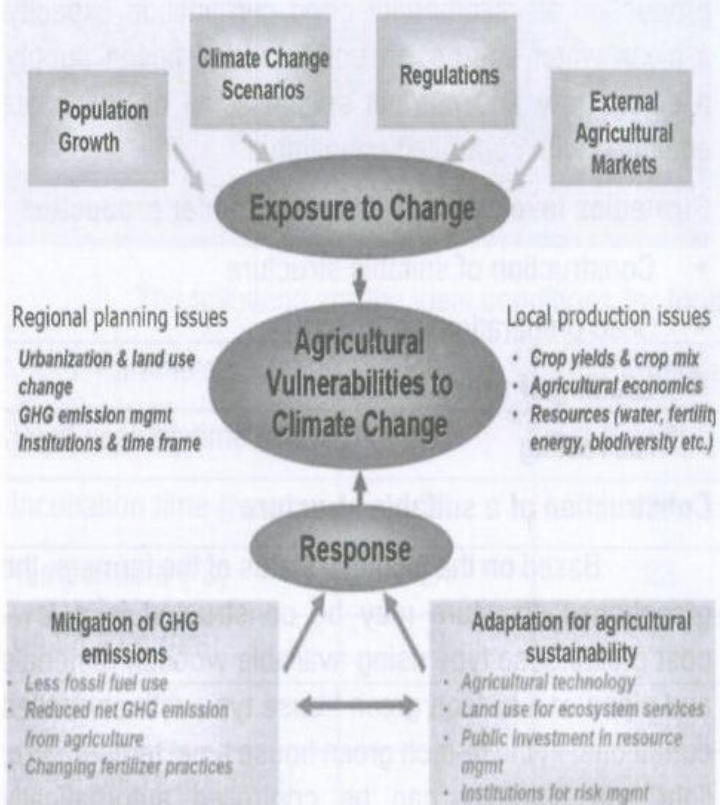 Population
Growth
Climate Change
Scenarios
Regulations
External
Agricultural
Markets
Exposure to Change
Regional planning issues
Urbanization & land use
change
GHG emission mgmt
Institutions & time frame
Agricultural
Vulnerabilities to
Climate Change
Local production issues
• Crop yields & crop mix
• Agricultural economics
• Resources (water, fertility
energy, biodiversity etc.)
Response
Mitigation of GHG
emissions
• Less fossil fuel use
• Reduced net GHG emission
from agriculture
• Changing fertilizer practices
Adaptation for agricultural
sustainability
• Agricultural technology
• Land use for ecosystem services
• Public investment in resource
mgmt
• Institutions for risk mgmt